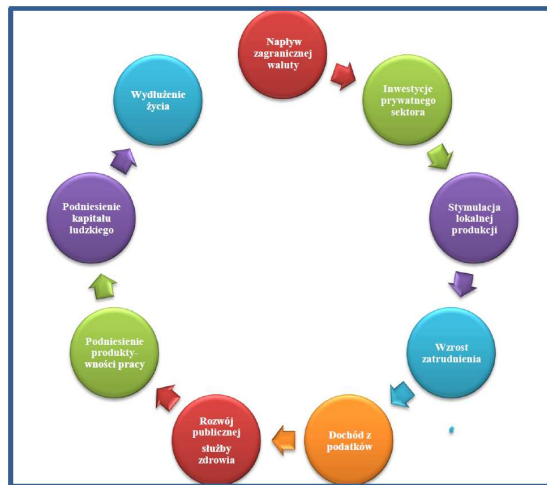 Napływ
zagranicznej
waluty
Inwestycje
prywatnego
sektora
Stymulacja
lokalnej
produkcji
Wzrost
zatrudnienia
Dochód z
podatków
Rozwój
publicznej
służby
zdrowia
Podniesienie
produkty-
wności pracy
Podniesienie
kapitału
ludzkiego
Wydłużenie
życia